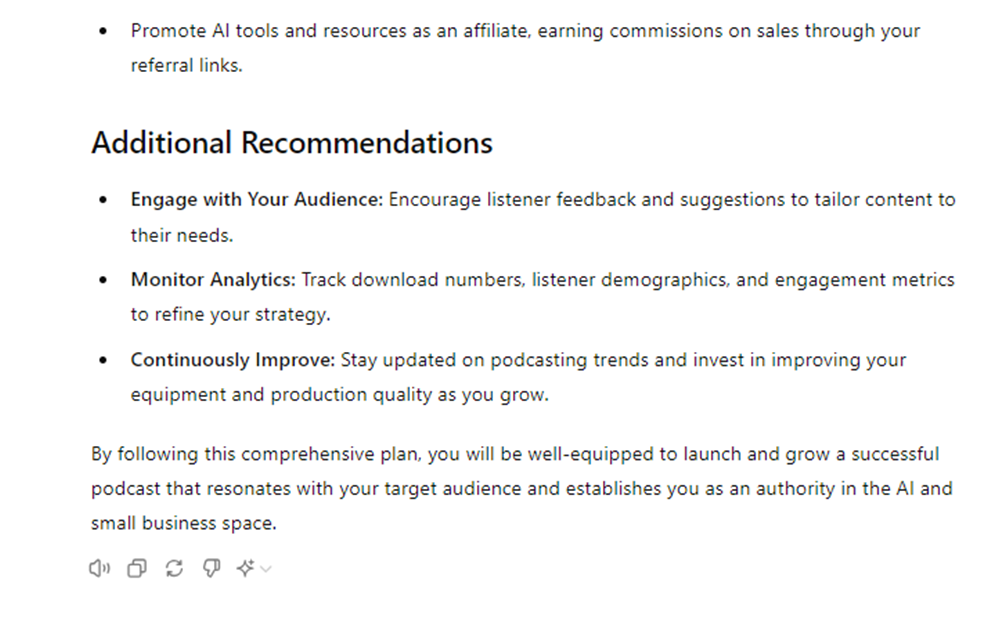 • Promote AI tools and resources as an affiliate, earning commissions on sales through your
referral links.
Additional Recommendations
• Engage with Your Audience: Encourage listener feedback and suggestions to tailor content to
their needs.
• Monitor Analytics: Track download numbers, listener demographics, and engagement metrics
to refine your strategy.
• Continuously Improve: Stay updated on podcasting trends and invest in improving your
equipment and production quality as you grow.
By following this comprehensive plan, you will be well-equipped to launch and grow a successful
podcast that resonates with your target audience and establishes you as an authority in the AI and
small business space.